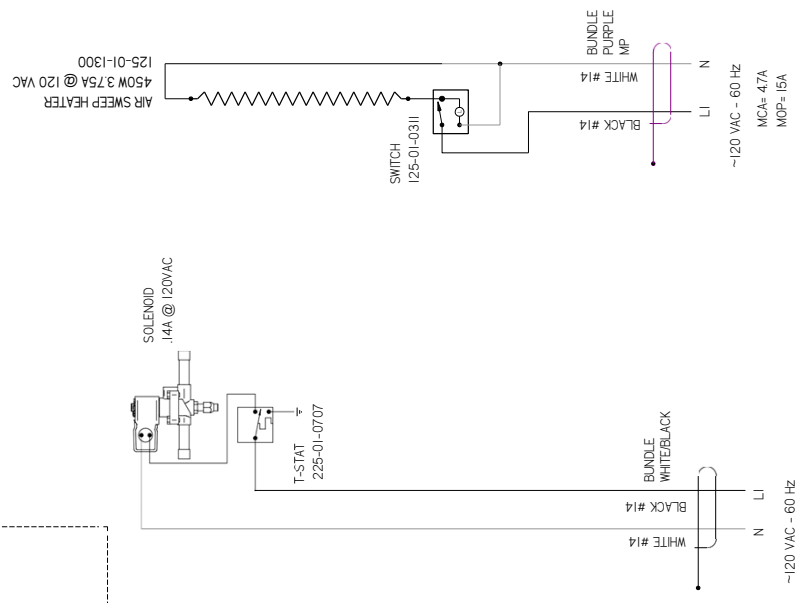 AIR SWEEP HEATER
450W 3.75A @ 120 VAC
125-01-1300
SWITCH
125-01-0311
L
BUNDLE
PURPLE
MP
WHITE #14
BLACK #14
N
L1
~120 VAC - 60 Hz
MCA= 4.7A
MOP= 15A
SOLENOID
.14A @ 120VAC
T-STAT
225-01-0707
BUNDLE
WHITE/BLACK
BLACK #14
WHITE #14
L1
N
~120 VAC - 60 Hz